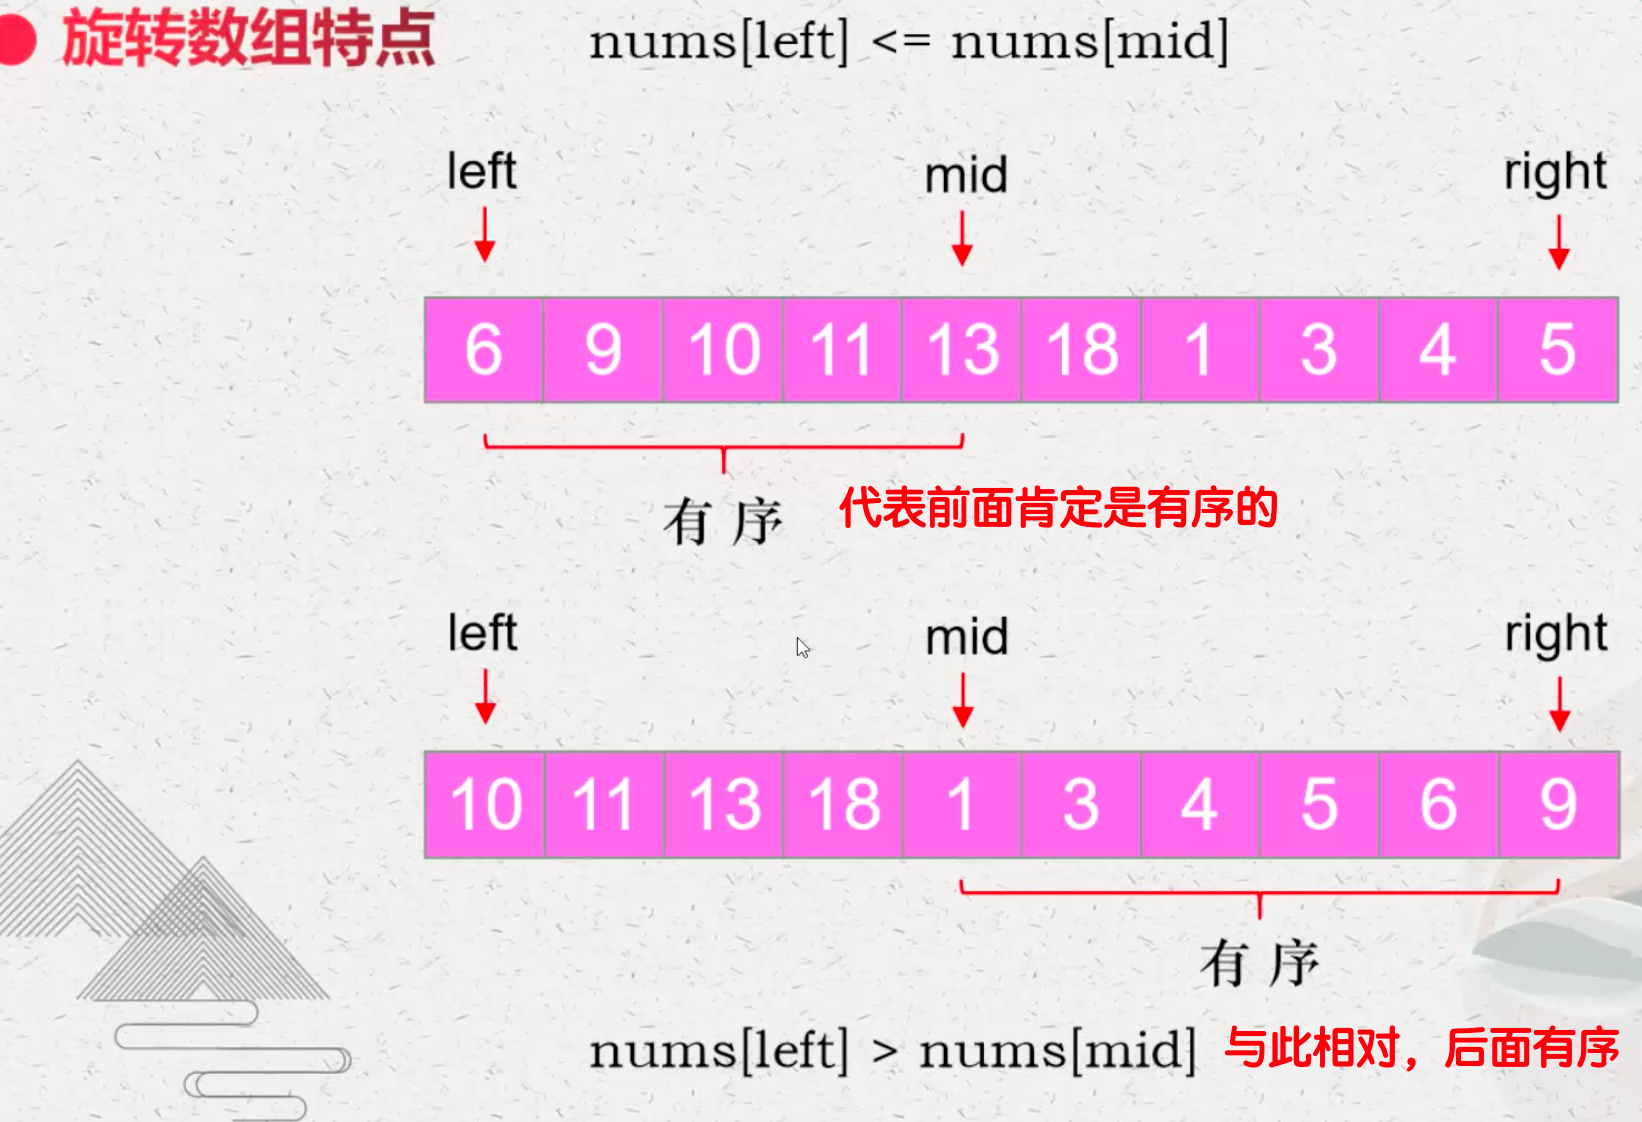 旋转数组特点
nums[left] <= nums[mid]
left mid right
6 9 10 11 13 18 1 3 4 5
有 序
代表前面肯定是有序的
left mid right
10 11 13 18 1 3 4 5 6 9
有 序
nums[left] > nums[mid]
与此相对，后面有序